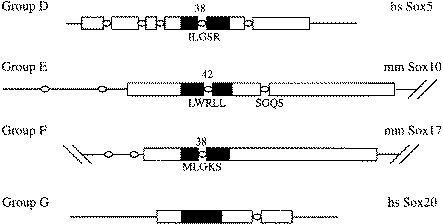 Group D hs Sox5
38
ILGSR
Group E mm Sox10
42
LWRLL SGQS
Group F mm Sox17
38
MLGKS
Group G hs Sox20